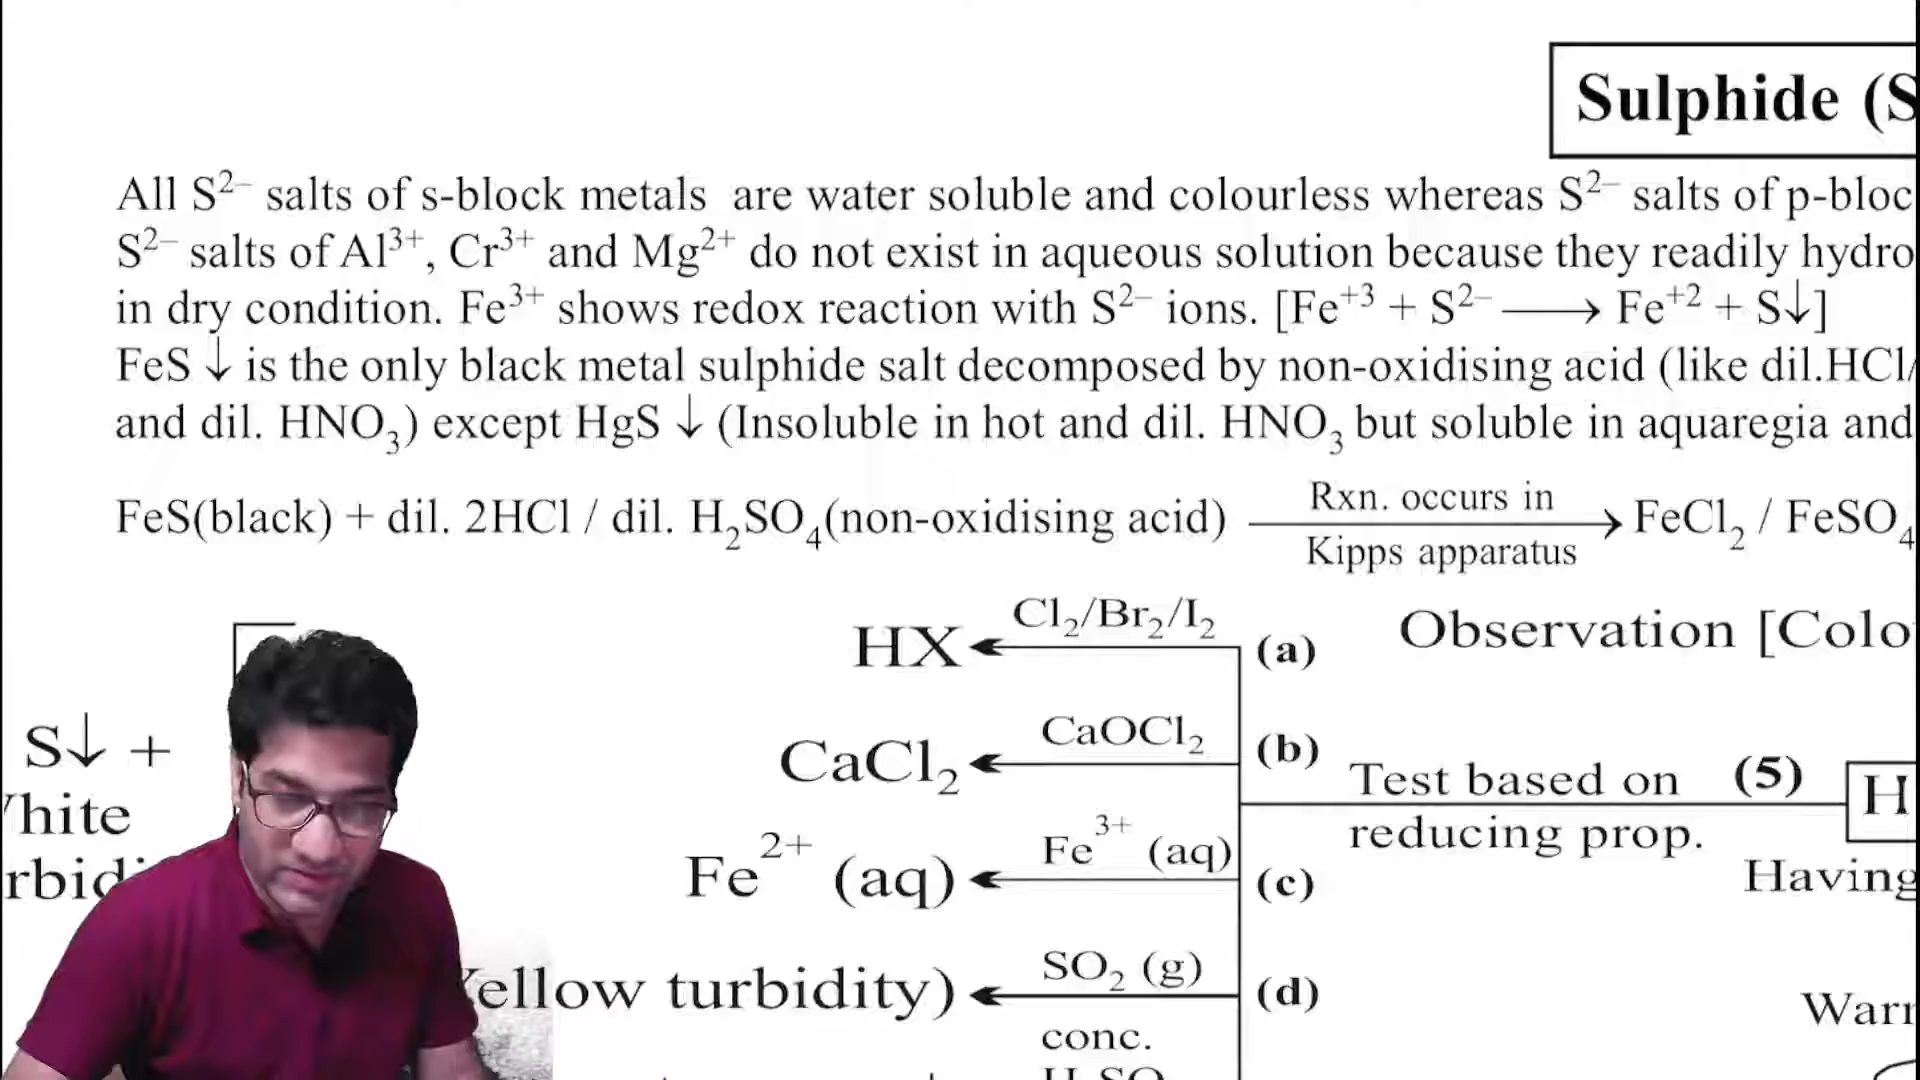 Sulphide (S
All S²⁻ salts of s-block metals are water soluble and colourless whereas S²⁻ salts of p-bloc
S²⁻ salts of Al³⁺, Cr³⁺ and Mg²⁺ do not exist in aqueous solution because they readily hydro
in dry condition. Fe³⁺ shows redox reaction with S²⁻ ions. [Fe⁺³ + S²⁻ ⟶ Fe⁺² + S↓]
FeS ↓ is the only black metal sulphide salt decomposed by non-oxidising acid (like dil.HCl/
and dil. HNO₃) except HgS ↓ (Insoluble in hot and dil. HNO₃ but soluble in aquaregia and
FeS(black) + dil. 2HCl / dil. H₂SO₄(non-oxidising acid) ⟶ FeCl₂ / FeSO₄
Rxn. occurs in
Kipps apparatus
HX
Cl₂/Br₂/I₂
(a)
Observation [Colo
S↓ +
hite
rbidi
CaCl₂
CaOCl₂
(b)
Test based on
reducing prop.
(5)
H
Fe²⁺ (aq)
Fe³⁺ (aq)
(c)
Having
ellow turbidity)
SO₂ (g)
(d)
Warr
conc.
H₂SO